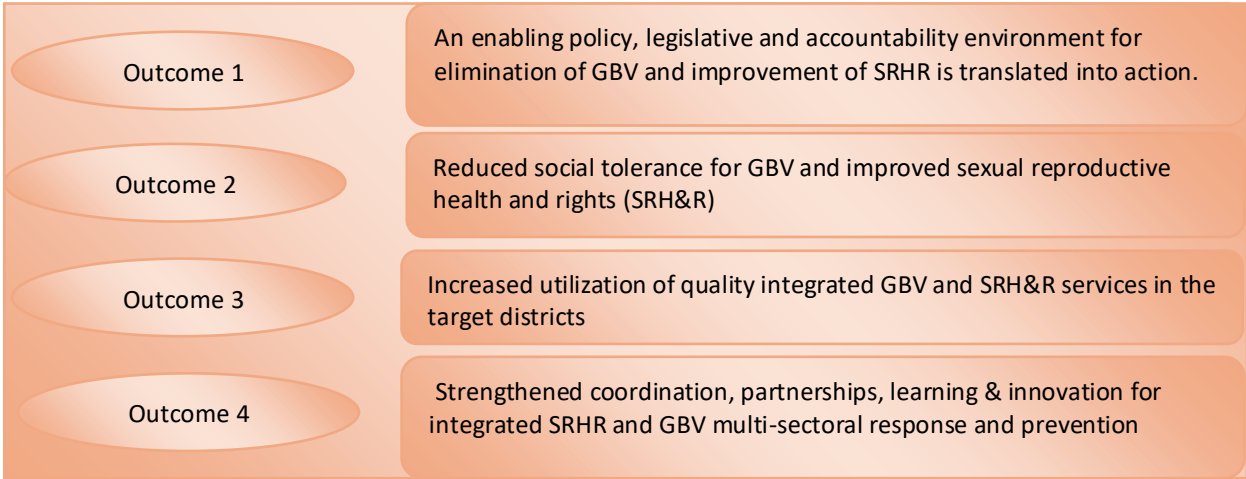 Outcome 1
An enabling policy, legislative and accountability environment for
elimination of GBV and improvement of SRHR is translated into action.
Outcome 2
Reduced social tolerance for GBV and improved sexual reproductive
health and rights (SRH&R)
Outcome 3
Increased utilization of quality integrated GBV and SRH&R services in the
target districts
Outcome 4
Strengthened coordination, partnerships, learning & innovation for
integrated SRHR and GBV multi-sectoral response and prevention